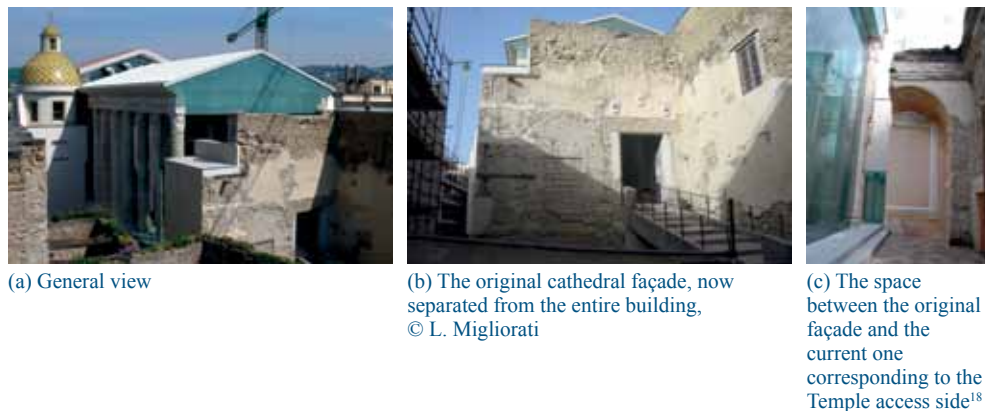 (a) General view
(b) The original cathedral façade, now
separated from the entire building,
© L. Migliorati
(c) The space
between the original
façade and the
current one
corresponding to the
Temple access side18